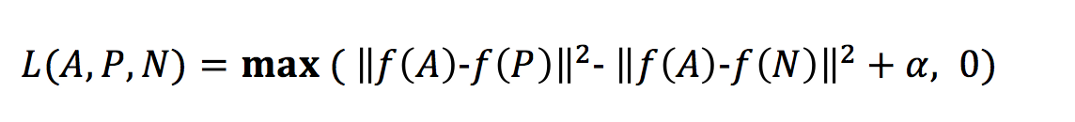 L(A, P, N) = max ( ‖f(A)-f(P)‖²- ‖f(A)-f(N)‖² + α, 0)